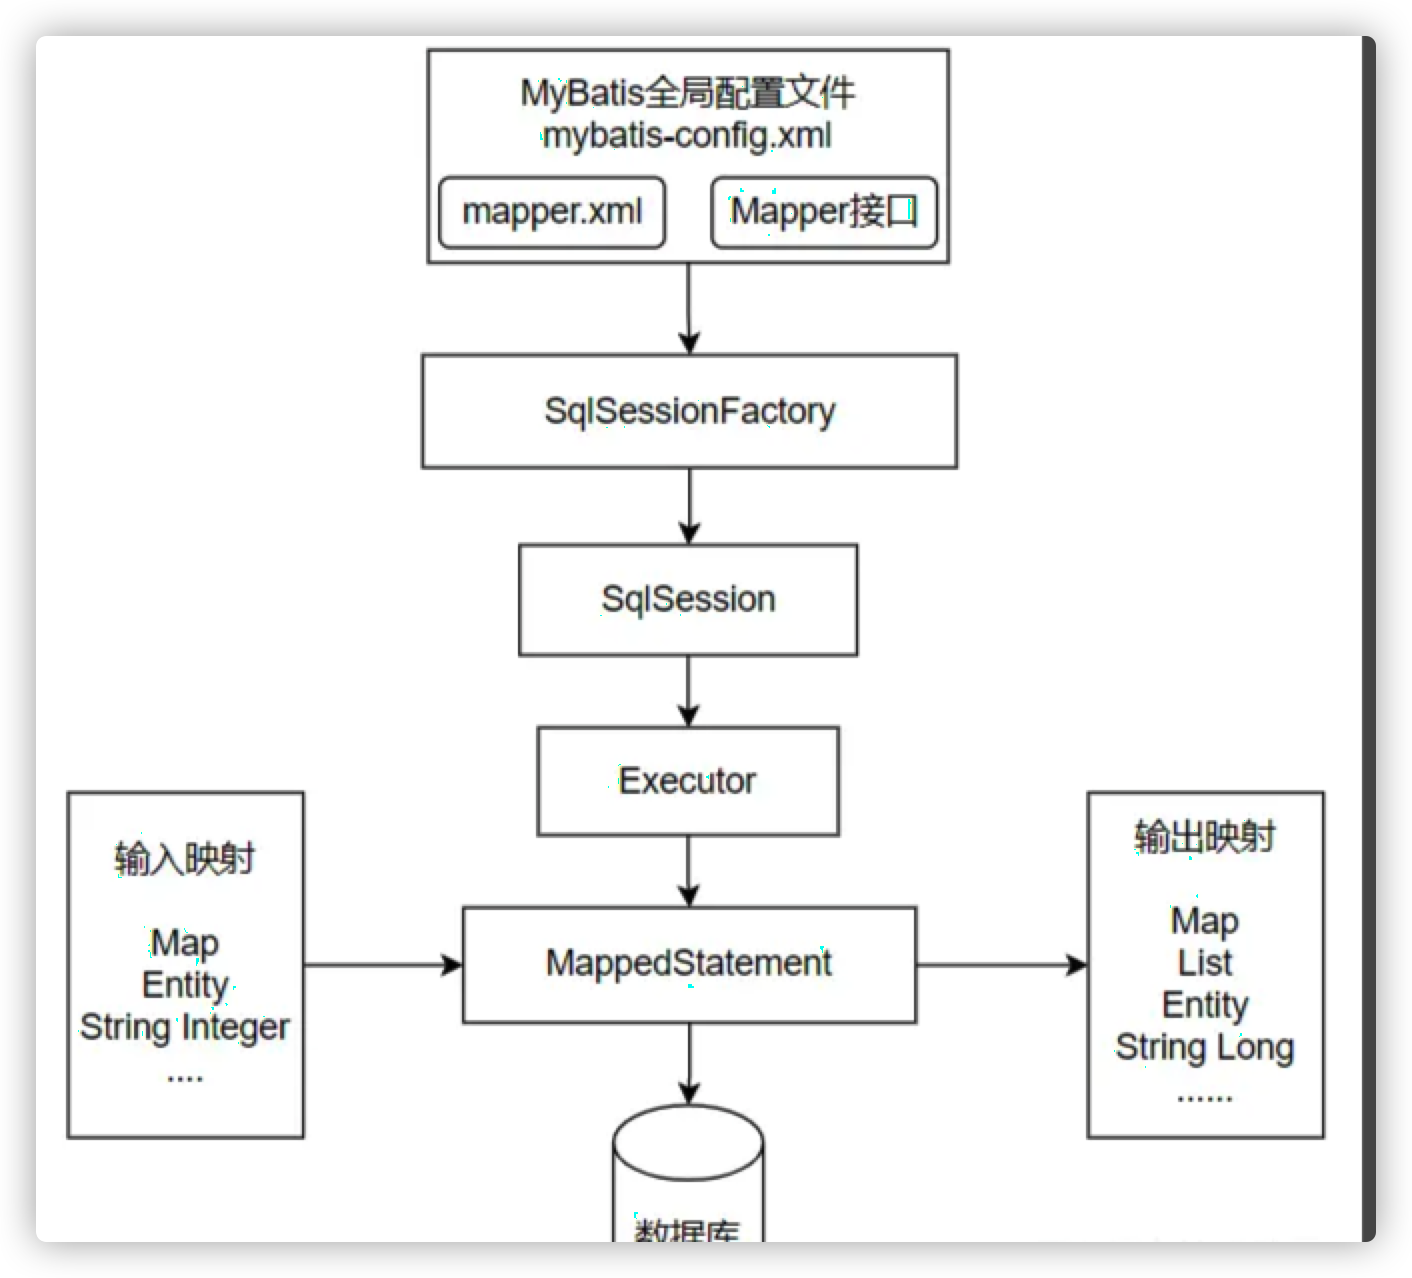 MyBatis全局配置文件
mybatis-config.xml
mapper.xml
Mapper接口
SqlSessionFactory
SqlSession
Executor
输入映射
Map
Entity
String Integer
....
MappedStatement
输出映射
Map
List
Entity
String Long
......
数据库